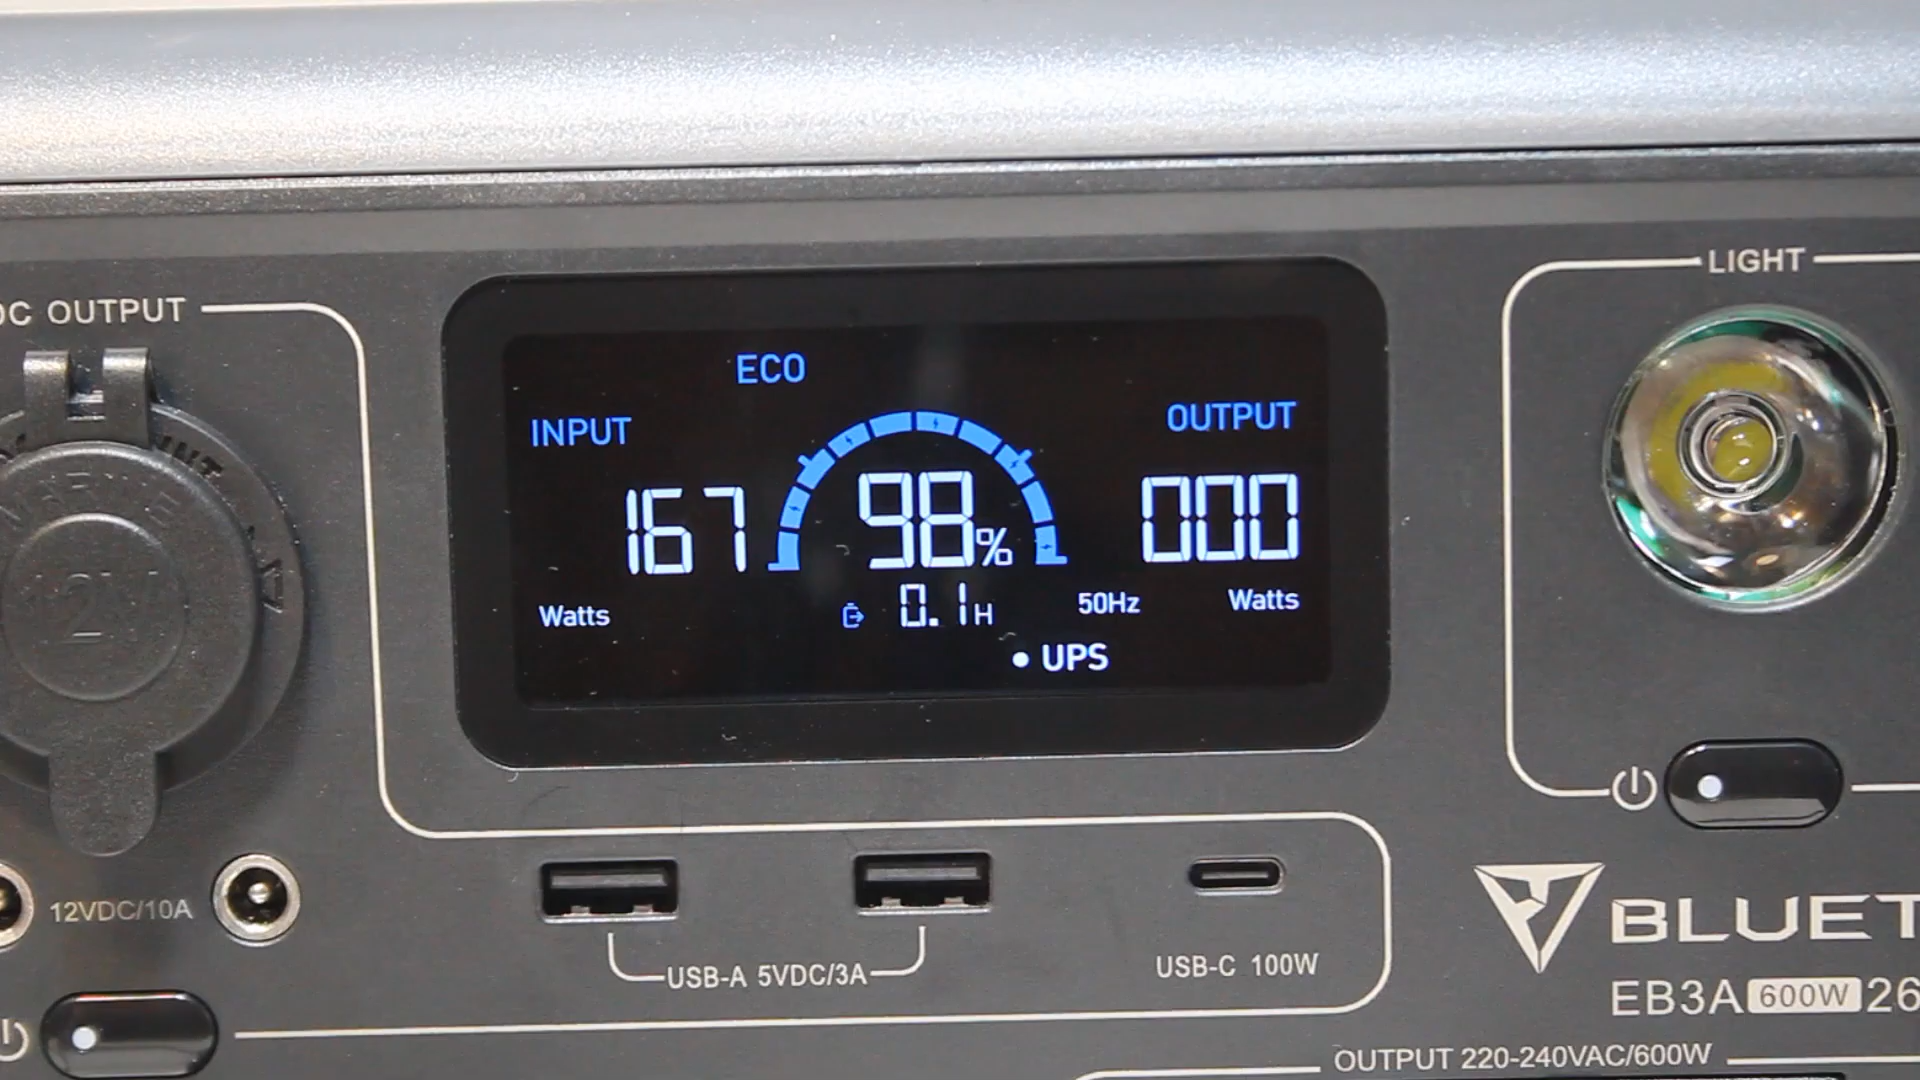 LIGHT
DC OUTPUT
ECO
INPUT
OUTPUT
167
98%
000
Watts
0.1H
50Hz
Watts
UPS
12V
12VDC/10A
USB-A 5VDC/3A
USB-C 100W
BLUET
EB3A 600W 26
OUTPUT 220-240VAC/600W